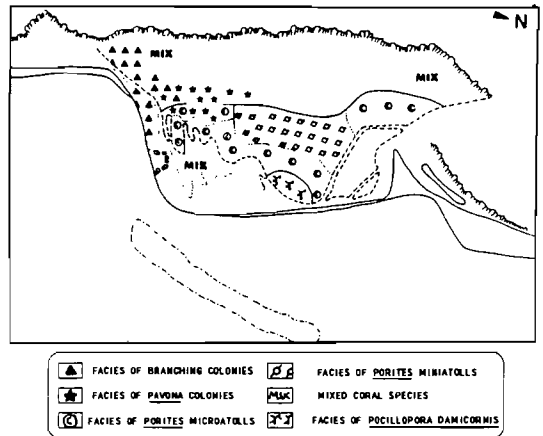 N
MIX
MIX
MIX
FACIES OF BRANCHING COLONIES
FACIES OF PORITES MINIATOLLS
FACIES OF PAVONA COLONIES
MIX MIXED CORAL SPECIES
FACIES OF PORITES MICROATOLLS
FACIES OF POCILLOPORA DAMICORNIS